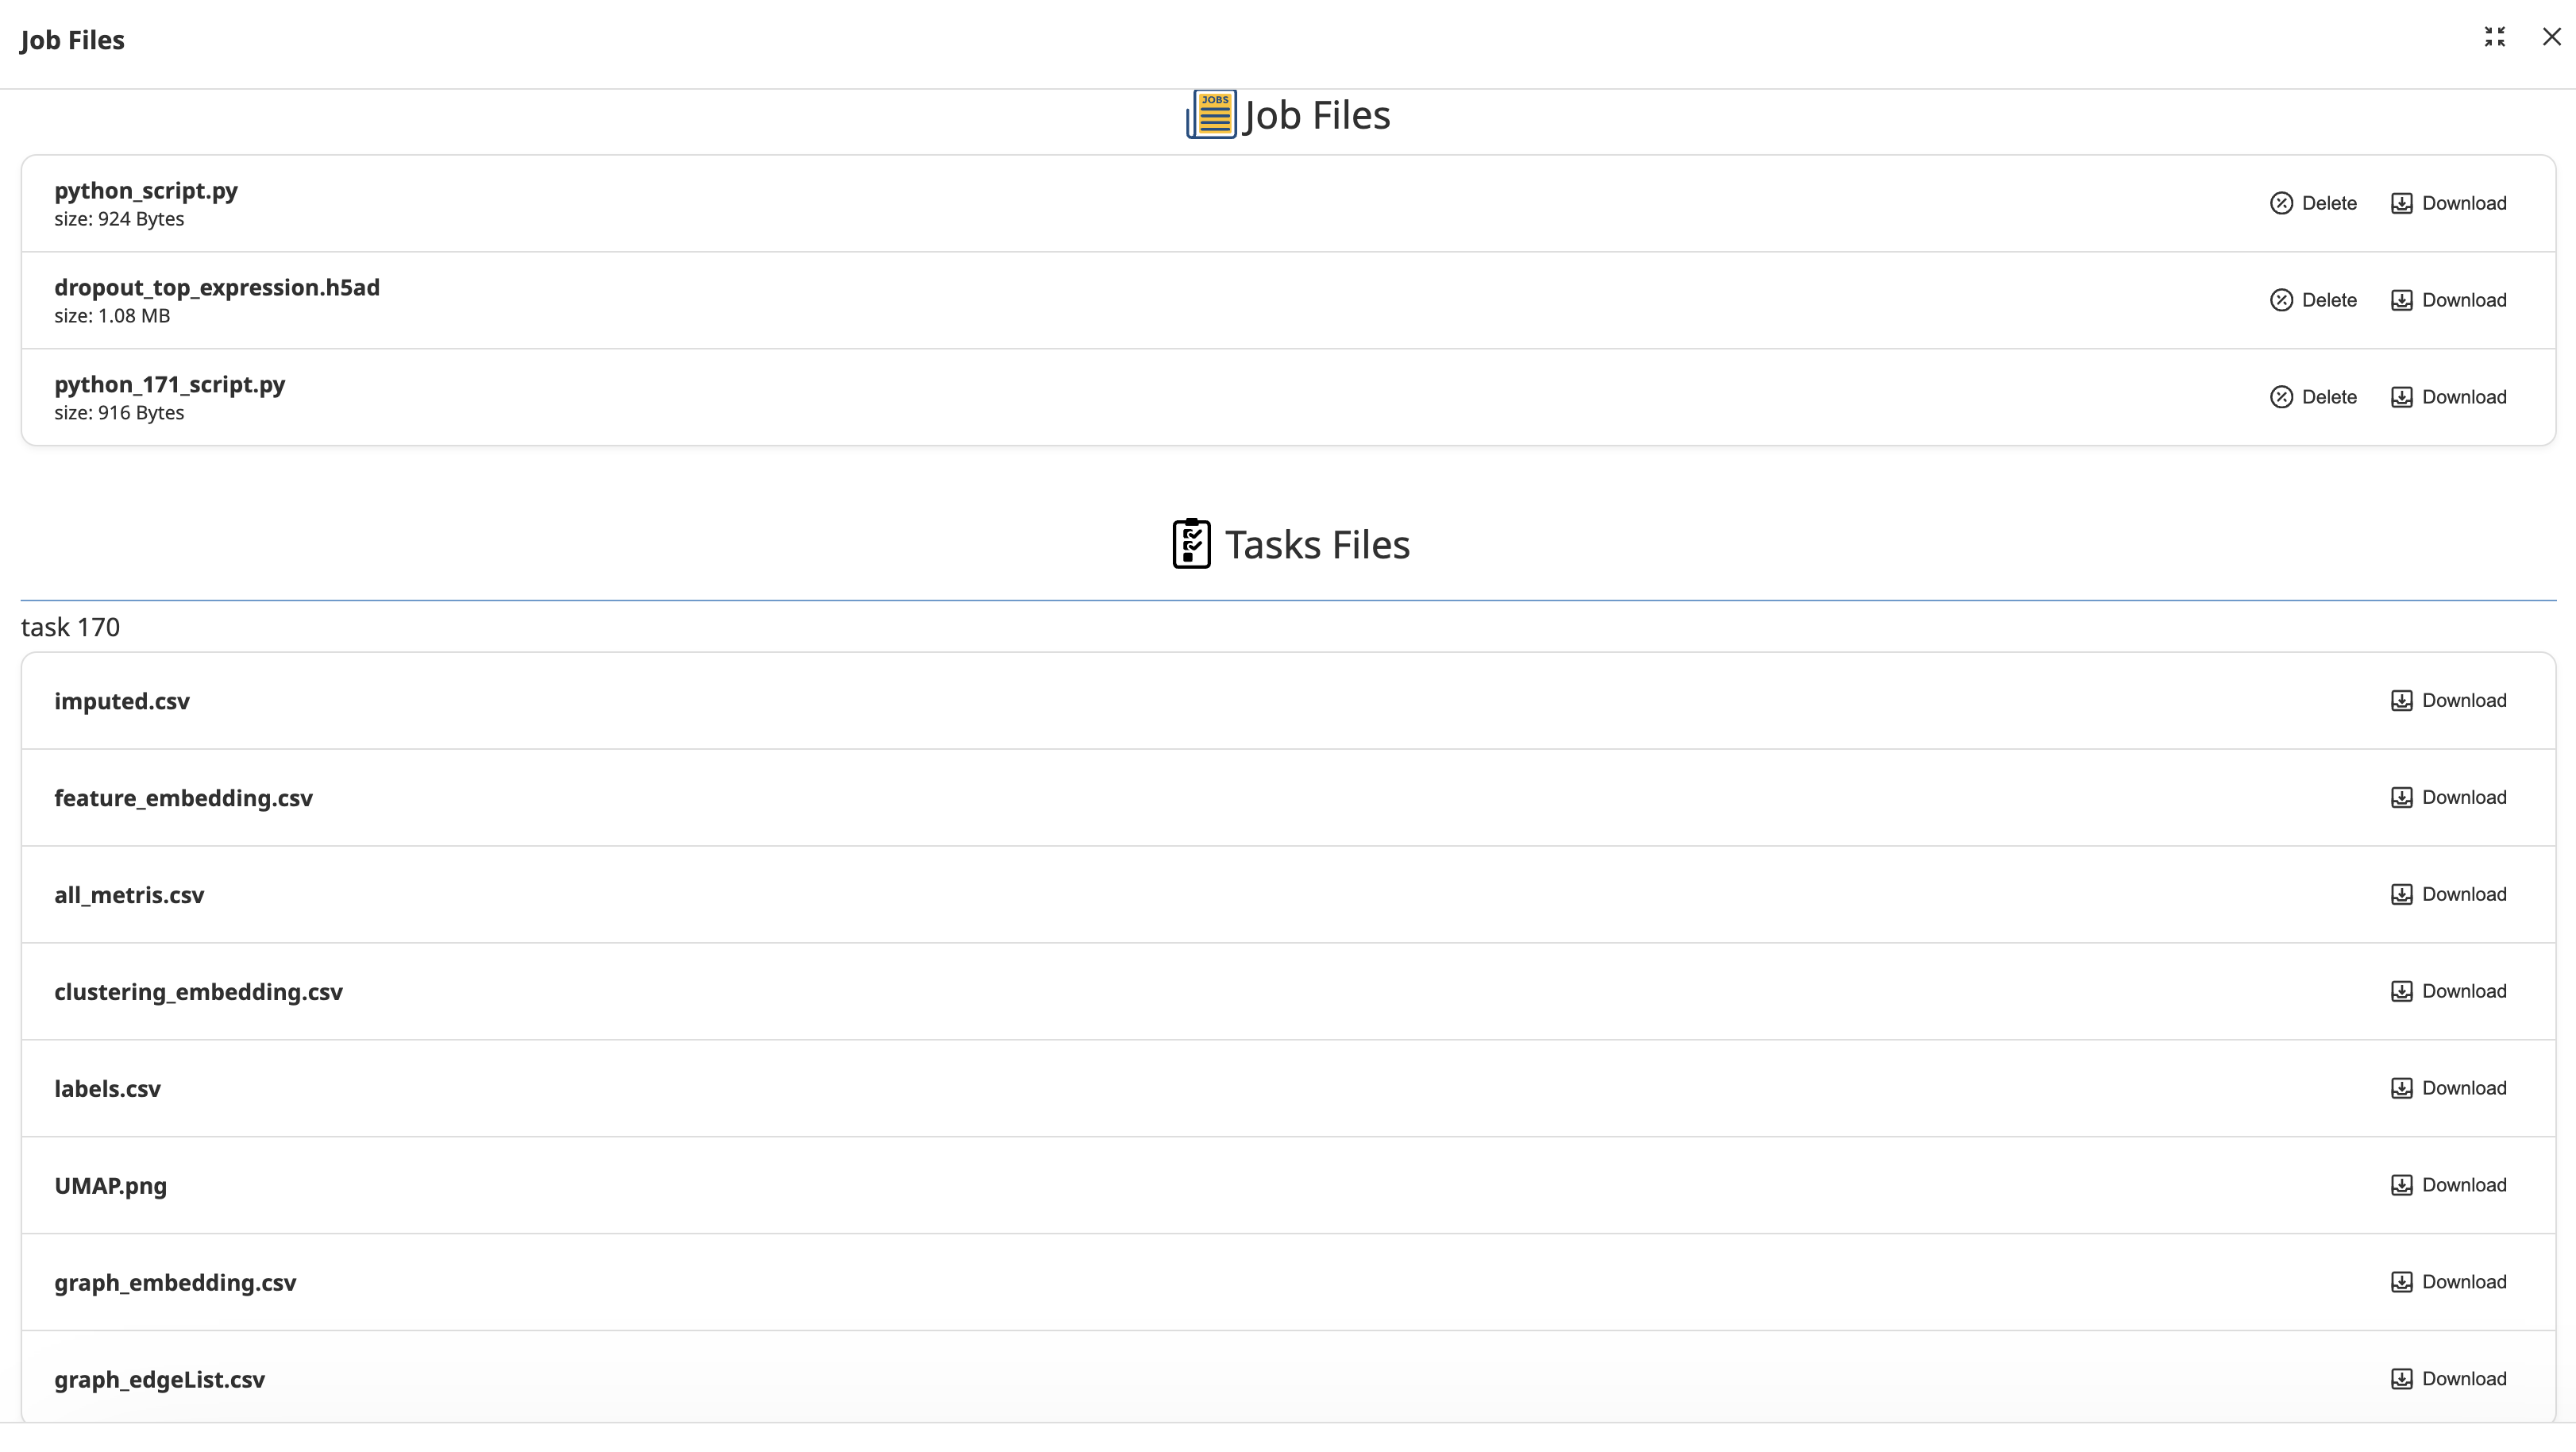 Job Files
JOBS
Job Files
python_script.py
size: 924 Bytes
Delete
Download
dropout_top_expression.h5ad
size: 1.08 MB
Delete
Download
python_171_script.py
size: 916 Bytes
Delete
Download
Tasks Files
task 170
imputed.csv
Download
feature_embedding.csv
Download
all_metris.csv
Download
clustering_embedding.csv
Download
labels.csv
Download
UMAP.png
Download
graph_embedding.csv
Download
graph_edgeList.csv
Download